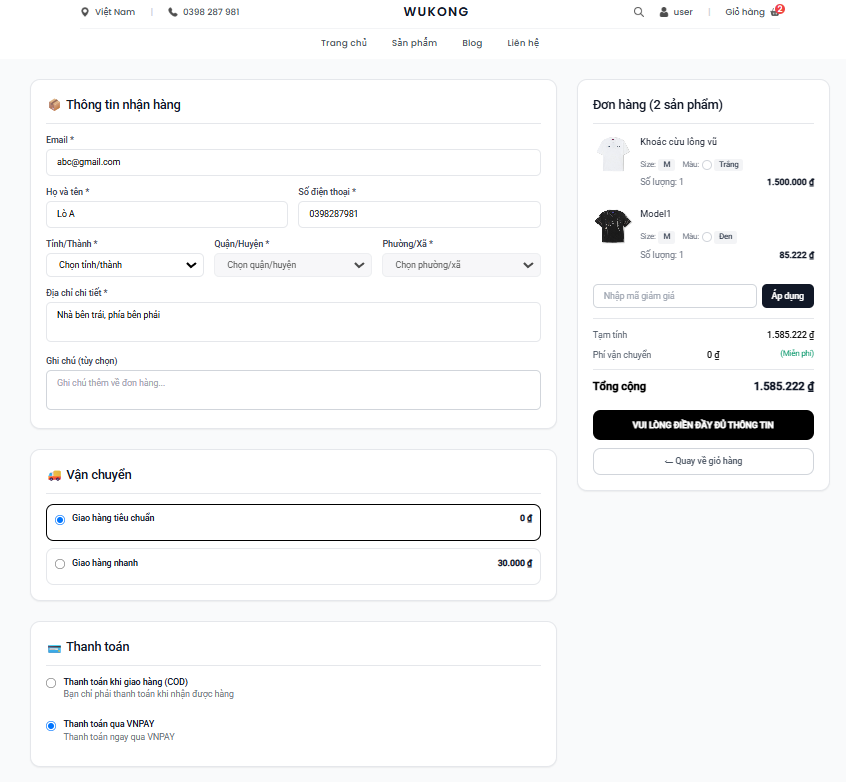 Việt Nam | 0398 287 981 WUKONG user | Giỏ hàng 2
Trang chủ Sản phẩm Blog Liên hệ
Thông tin nhận hàng
Email *
abc@gmail.com
Họ và tên * Số điện thoại *
Lò A 0398287981
Tỉnh/Thành * Quận/Huyện * Phường/Xã *
Chọn tỉnh/thành Chọn quận/huyện Chọn phường/xã
Địa chỉ chi tiết *
Nhà bên trái, phía bên phải
Ghi chú (tùy chọn)
Ghi chú thêm về đơn hàng...
Vận chuyển
Giao hàng tiêu chuẩn 0 ₫
Giao hàng nhanh 30.000 ₫
Thanh toán
Thanh toán khi giao hàng (COD)
Bạn chỉ phải thanh toán khi nhận được hàng
Thanh toán qua VNPAY
Thanh toán ngay qua VNPAY
Đơn hàng (2 sản phẩm)
Khoác cừu lông vũ
Size: M Màu: Trắng
Số lượng: 1 1.500.000 ₫
Model1
Size: M Màu: Đen
Số lượng: 1 85.222 ₫
Nhập mã giảm giá Áp dụng
Tạm tính 1.585.222 ₫
Phí vận chuyển 0 ₫ (Miễn phí)
Tổng cộng 1.585.222 ₫
VUI LÒNG ĐIỀN ĐẦY ĐỦ THÔNG TIN
← Quay về giỏ hàng